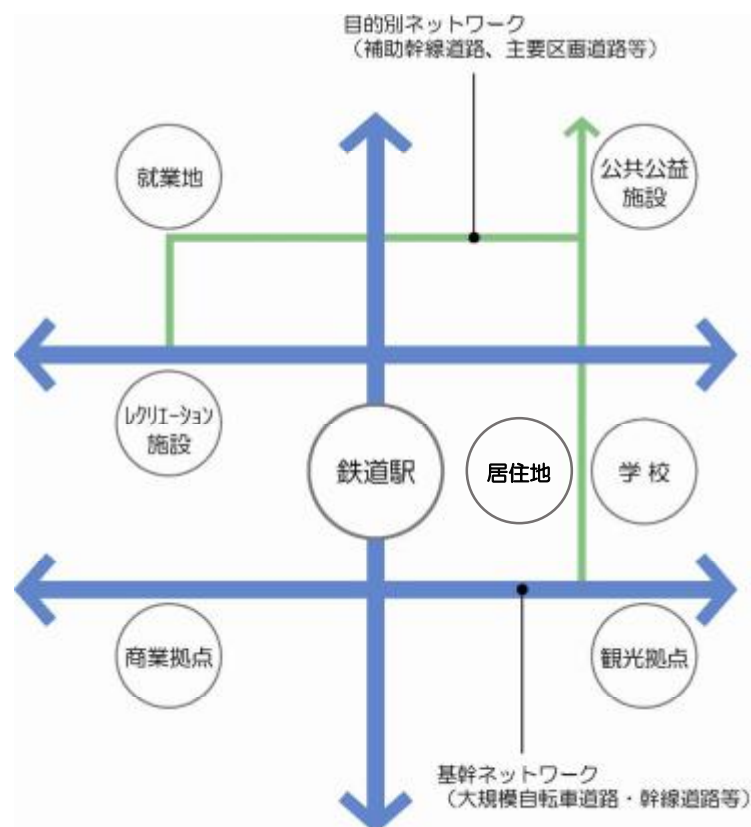 目的別ネットワーク
（補助幹線道路、主要区画道路等）
就業地
公共公益
施設
ﾚｸﾘｴｰｼｮﾝ
施設
鉄道駅
居住地
学校
商業拠点
観光拠点
基幹ネットワーク
（大規模自転車道路・幹線道路等）